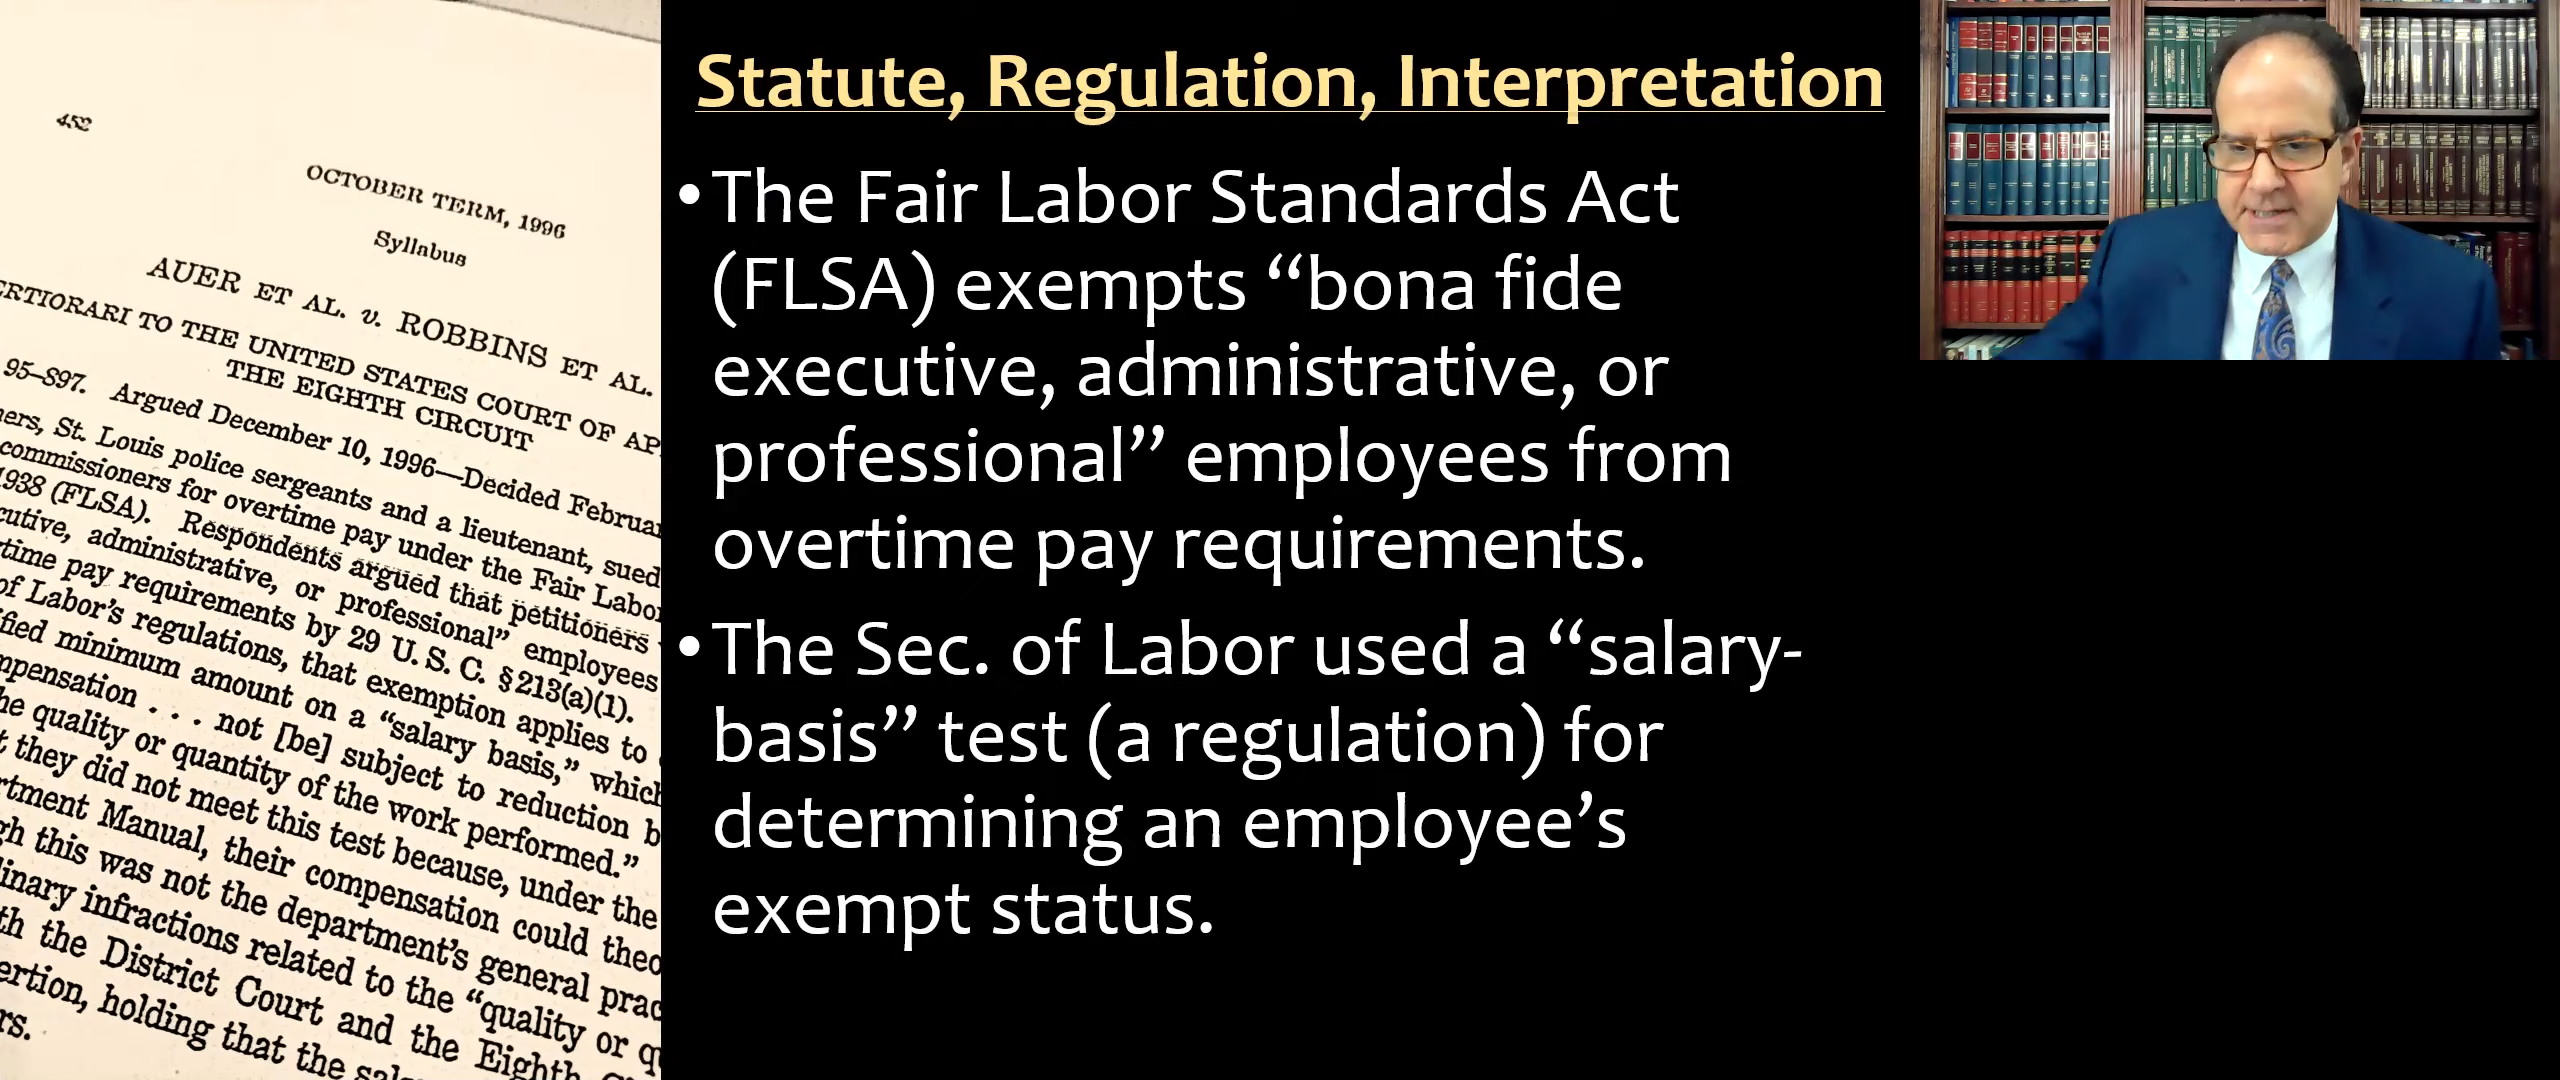 452
OCTOBER TERM, 1996
Syllabus
AUER ET AL. v. ROBBINS ET AL.
TO THE UNITED STATES COURT OF
THE EIGHTH CIRCUIT
95–897. Argued December 10, 1996—Decided
St. Louis police sergeants and a lieutenant, sued
commissioners for overtime pay under the Fair Labor
1938 (FLSA). Respondents argued that petitioners
administrative, or professional” employees
pay requirements by 29 U. S. C. §213(a)(1).
of Labor’s regulations, that exemption applies to
minimum amount on a “salary basis,” which
. . . not [be] subject to reduction
quality or quantity of the work performed.”
they did not meet this test because, under the
Manual, their compensation could
this was not the department’s general
infractions related to the “quality or
the District Court and the Eighth
holding that the
Statute, Regulation, Interpretation
• The Fair Labor Standards Act
(FLSA) exempts “bona fide
executive, administrative, or
professional” employees from
overtime pay requirements.
• The Sec. of Labor used a “salary-
basis” test (a regulation) for
determining an employee’s
exempt status.